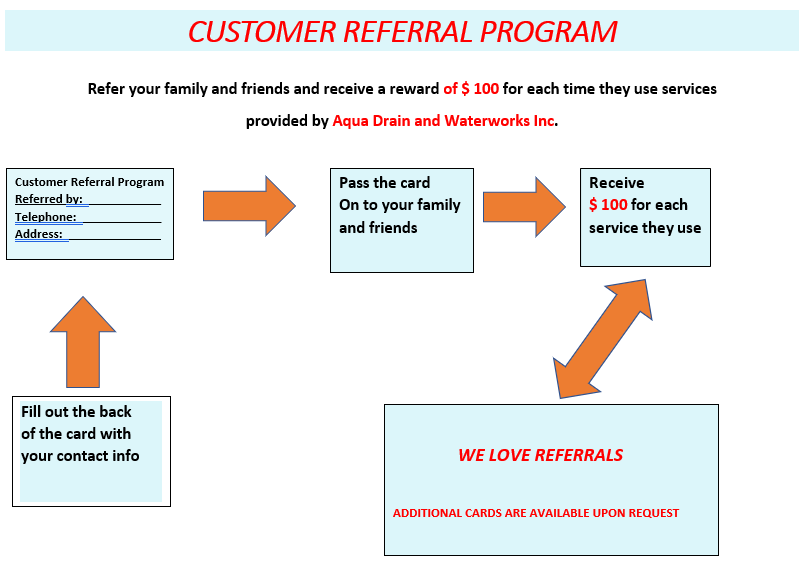 CUSTOMER REFERRAL PROGRAM
Refer your family and friends and receive a reward of $ 100 for each time they use services
provided by Aqua Drain and Waterworks Inc.
Customer Referral Program
Referred by: ____________
Telephone: _____________
Address: _______________
Pass the card
On to your family
and friends
Receive
$ 100 for each
service they use
Fill out the back
of the card with
your contact info
WE LOVE REFERRALS
ADDITIONAL CARDS ARE AVAILABLE UPON REQUEST